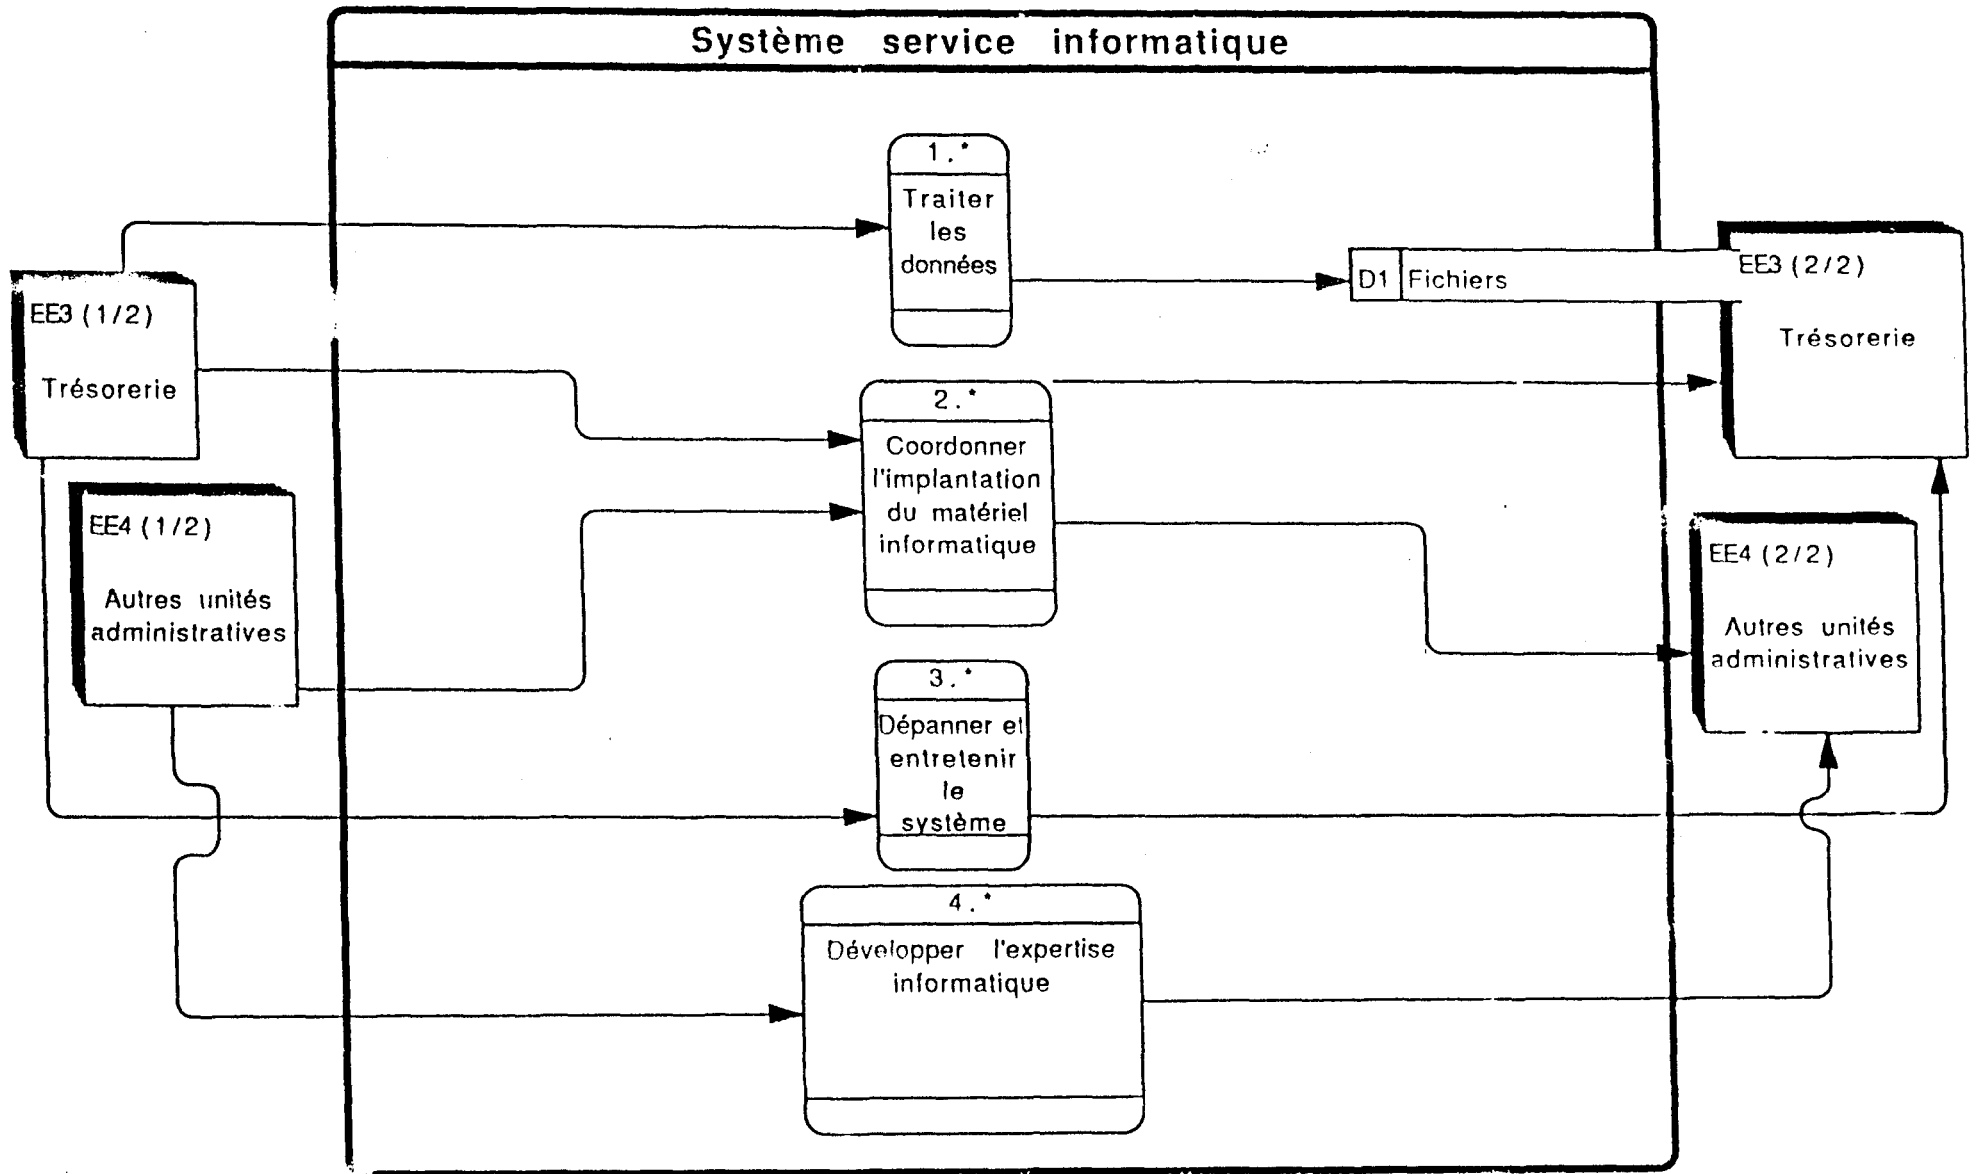 Système service informatique
1.*
Traiter
les
données
D1 Fichiers
EE3 (2/2)
Trésorerie
EE3 (1/2)
Trésorerie
2.*
Coordonner
l'implantation
du matériel
informatique
EE4 (1/2)
Autres unités
administratives
EE4 (2/2)
Autres unités
administratives
3.*
Dépanner et
entretenir
le
système
4.*
Développer l'expertise
informatique